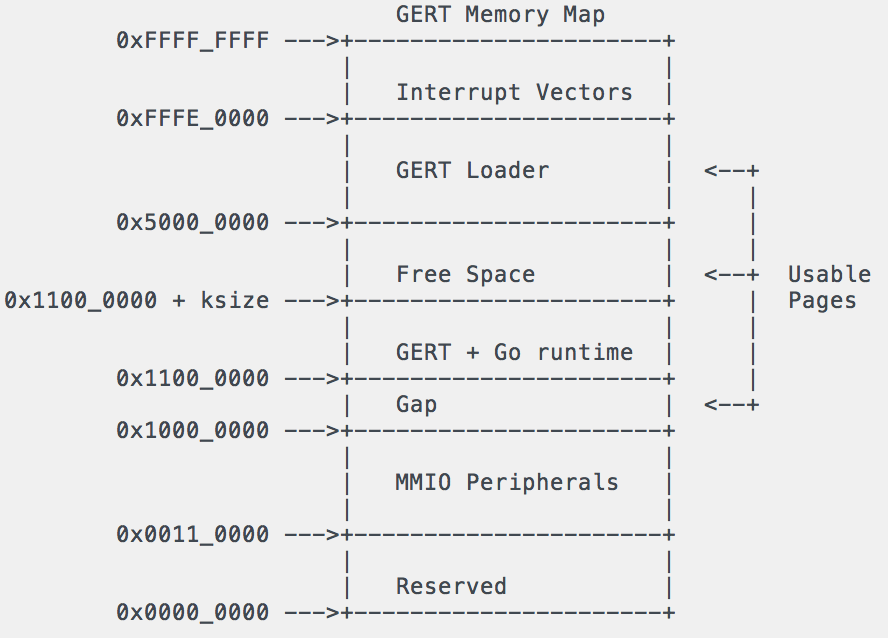 GERT Memory Map
0xFFFF_FFFF --->+----------------------+
|                      |
|   Interrupt Vectors  |
0xFFFE_0000 --->+----------------------+
|                      |
|   GERT Loader        |  <--+
|                      |     |
0x5000_0000 --->+----------------------+     |
|                      |     |
|   Free Space         |  <--+  Usable
0x1100_0000 + ksize --->+----------------------+     |  Pages
|                      |     |
|   GERT + Go runtime  |     |
0x1100_0000 --->+----------------------+     |
|   Gap                |  <--+
0x1000_0000 --->+----------------------+
|                      |
|   MMIO Peripherals   |
|                      |
0x0011_0000 --->+----------------------+
|                      |
|   Reserved           |
0x0000_0000 --->+----------------------+